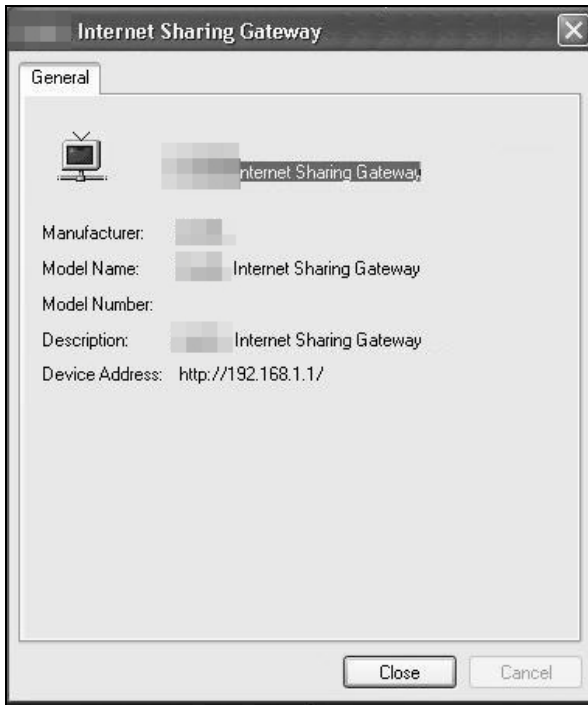 Internet Sharing Gateway
General
nternet Sharing Gateway
Manufacturer:
Model Name: Internet Sharing Gateway
Model Number:
Description: Internet Sharing Gateway
Device Address: http://192.168.1.1/
Close Cancel